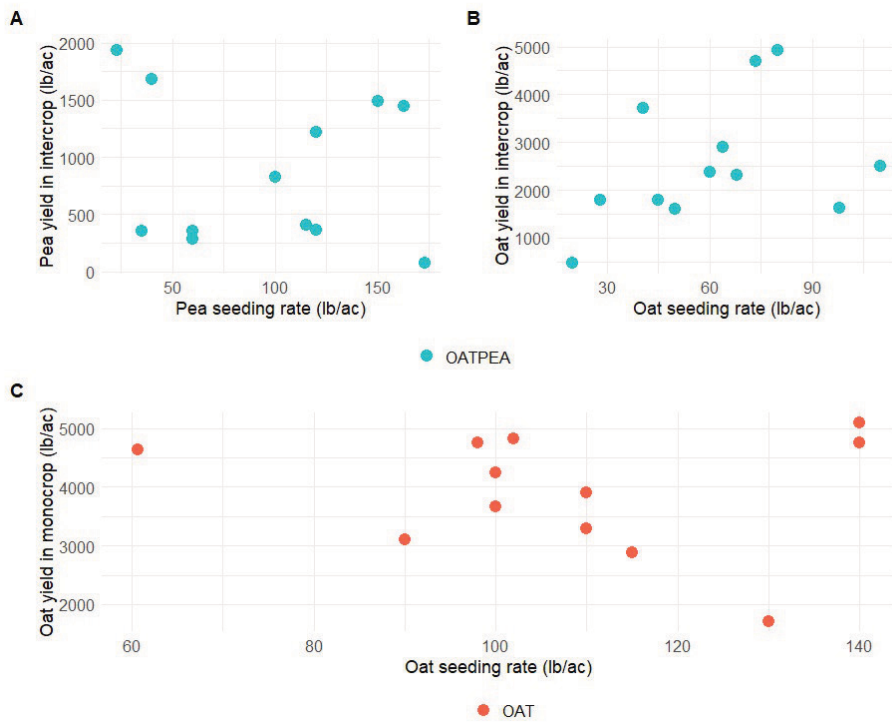 A
Pea yield in intercrop (lb/ac)
2000
1500
1000
500
0
50
100
150
Pea seeding rate (lb/ac)
B
Oat yield in intercrop (lb/ac)
5000
4000
3000
2000
1000
30
60
90
Oat seeding rate (lb/ac)
OATPEA
C
Oat yield in monocrop (lb/ac)
5000
4000
3000
2000
60
80
100
120
140
Oat seeding rate (lb/ac)
OAT